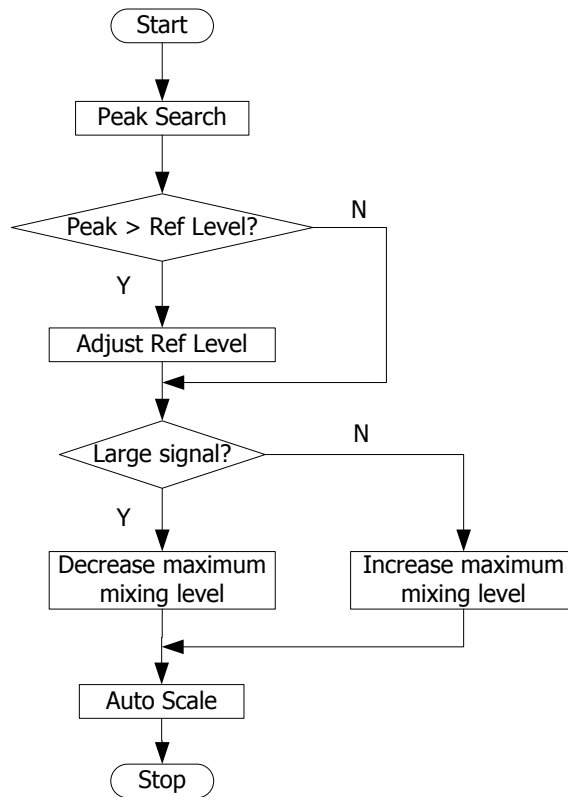 Start
Peak Search
Peak > Ref Level?
N
Y
Adjust Ref Level
Large signal?
N
Y
Decrease maximum
mixing level
Increase maximum
mixing level
Auto Scale
Stop